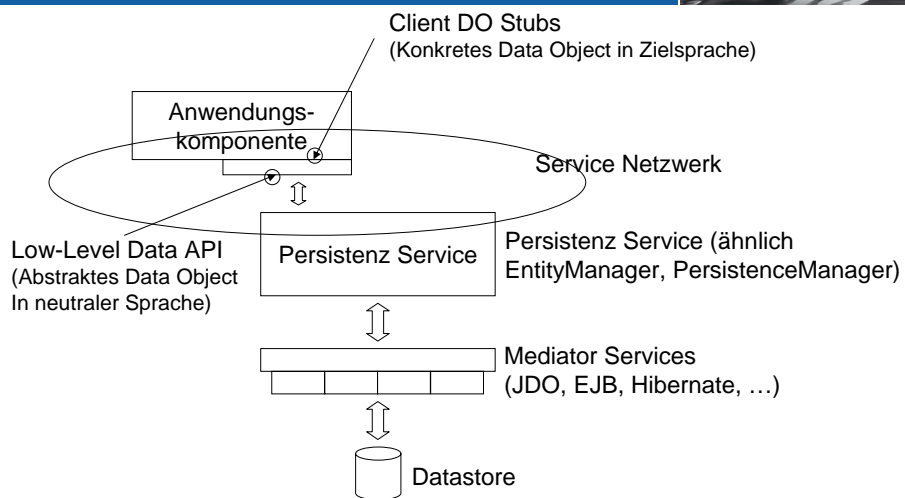 Client DO Stubs
(Konkretes Data Object in Zielsprache)
Anwendungs-
komponente
Service Netzwerk
Low-Level Data API
(Abstraktes Data Object
In neutraler Sprache)
Persistenz Service
Persistenz Service (ähnlich
EntityManager, PersistenceManager)
Mediator Services
(JDO, EJB, Hibernate, …)
Datastore